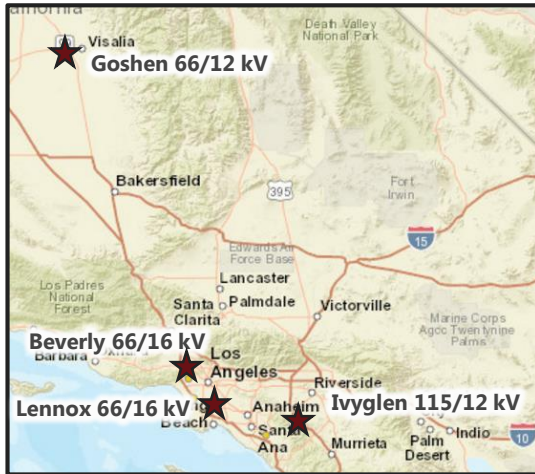 alifornia
Death Valley
National Park
Visalia
Goshen 66/12 kV
Bakersfield
395
Fort
Irwin
15
Edwards Air
Force Base
Lancaster
Palmdale
Los Padres
National
Forest
Santa
Clarita
Victorville
Marine Corps
Agcc Twentynine
Palms
Beverly 66/16 kV
Barbara
Los
Angeles
Riverside
Lennox 66/16 kV
Ivyglen 115/12 kV
Anaheim
Beach
Santa
Ana
Murrieta
Palm
Desert
Indio
10